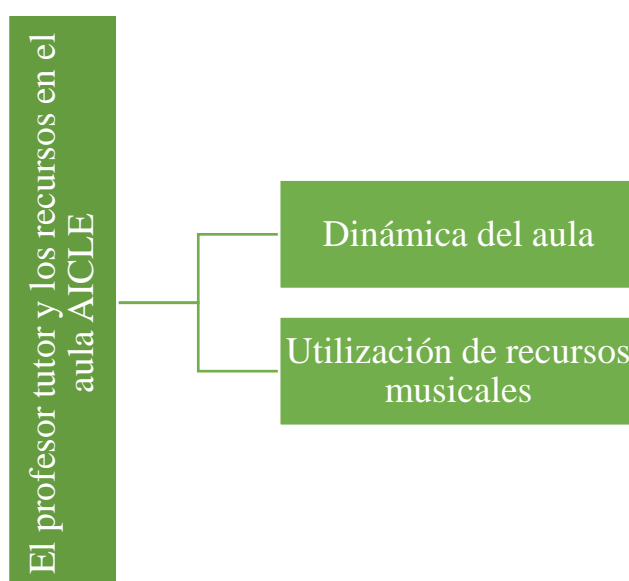 El profesor tutor y los recursos en el
aula AICLE
Dinámica del aula
Utilización de recursos
musicales